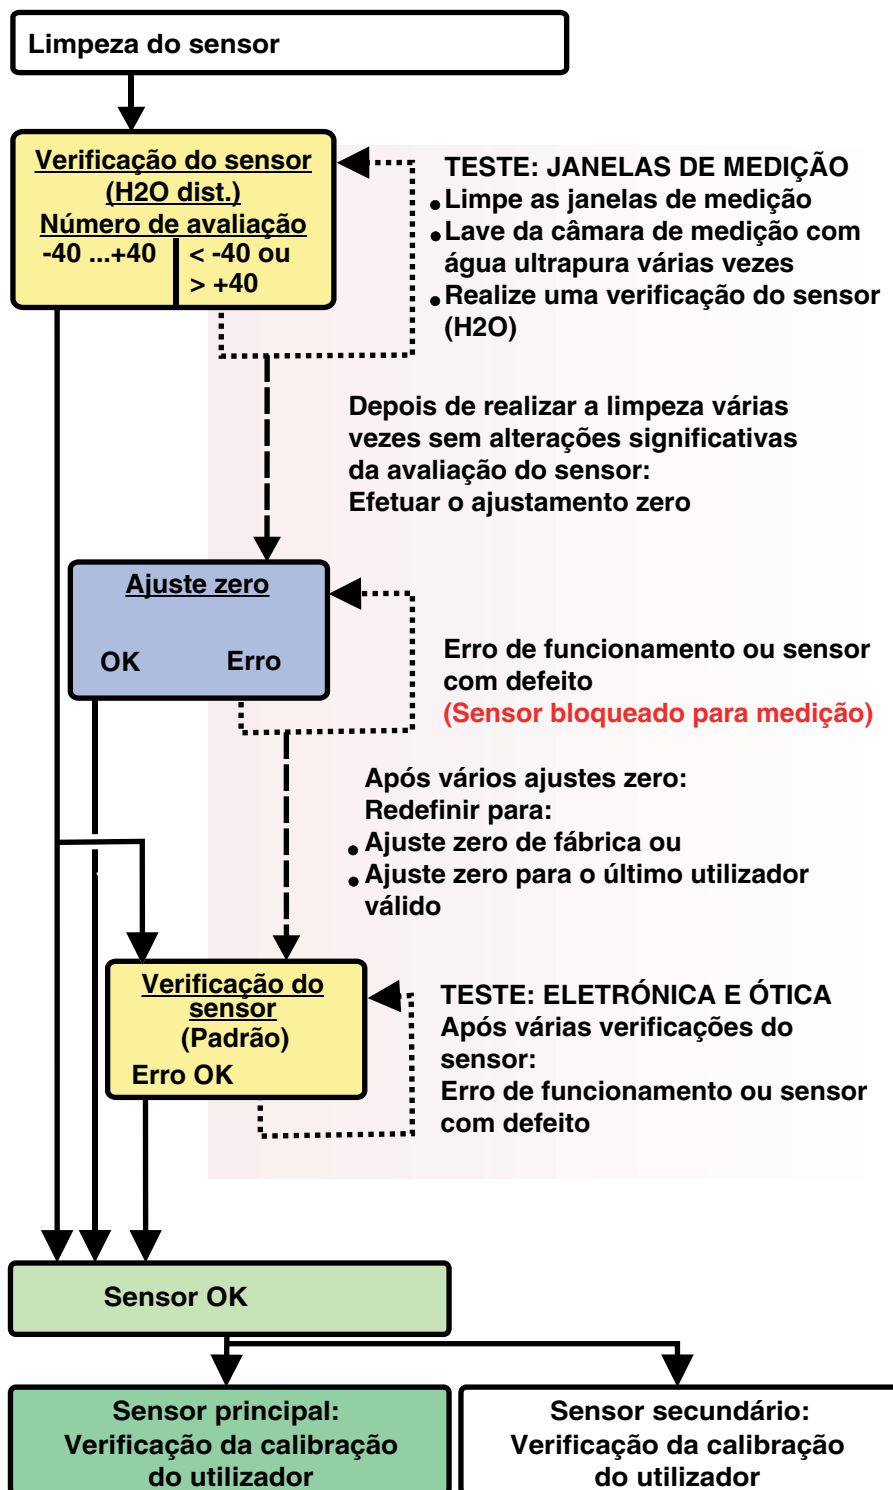 Limpeza do sensor
Verificação do sensor
(H2O dist.)
Número de avaliação
-40 ...+40
< -40 ou
> +40
TESTE: JANELAS DE MEDIÇÃO
• Limpe as janelas de medição
• Lave da câmara de medição com
água ultrapura várias vezes
• Realize uma verificação do sensor
(H2O)
Depois de realizar a limpeza várias
vezes sem alterações significativas
da avaliação do sensor:
Efetuar o ajustamento zero
Ajuste zero
OK Erro
Erro de funcionamento ou sensor
com defeito
(Sensor bloqueado para medição)
Após vários ajustes zero:
Redefinir para:
• Ajuste zero de fábrica ou
• Ajuste zero para o último utilizador
válido
Verificação do
sensor
(Padrão)
Erro OK
TESTE: ELETRÓNICA E ÓTICA
Após várias verificações do
sensor:
Erro de funcionamento ou sensor
com defeito
Sensor OK
Sensor principal:
Verificação da calibração
do utilizador
Sensor secundário:
Verificação da calibração
do utilizador